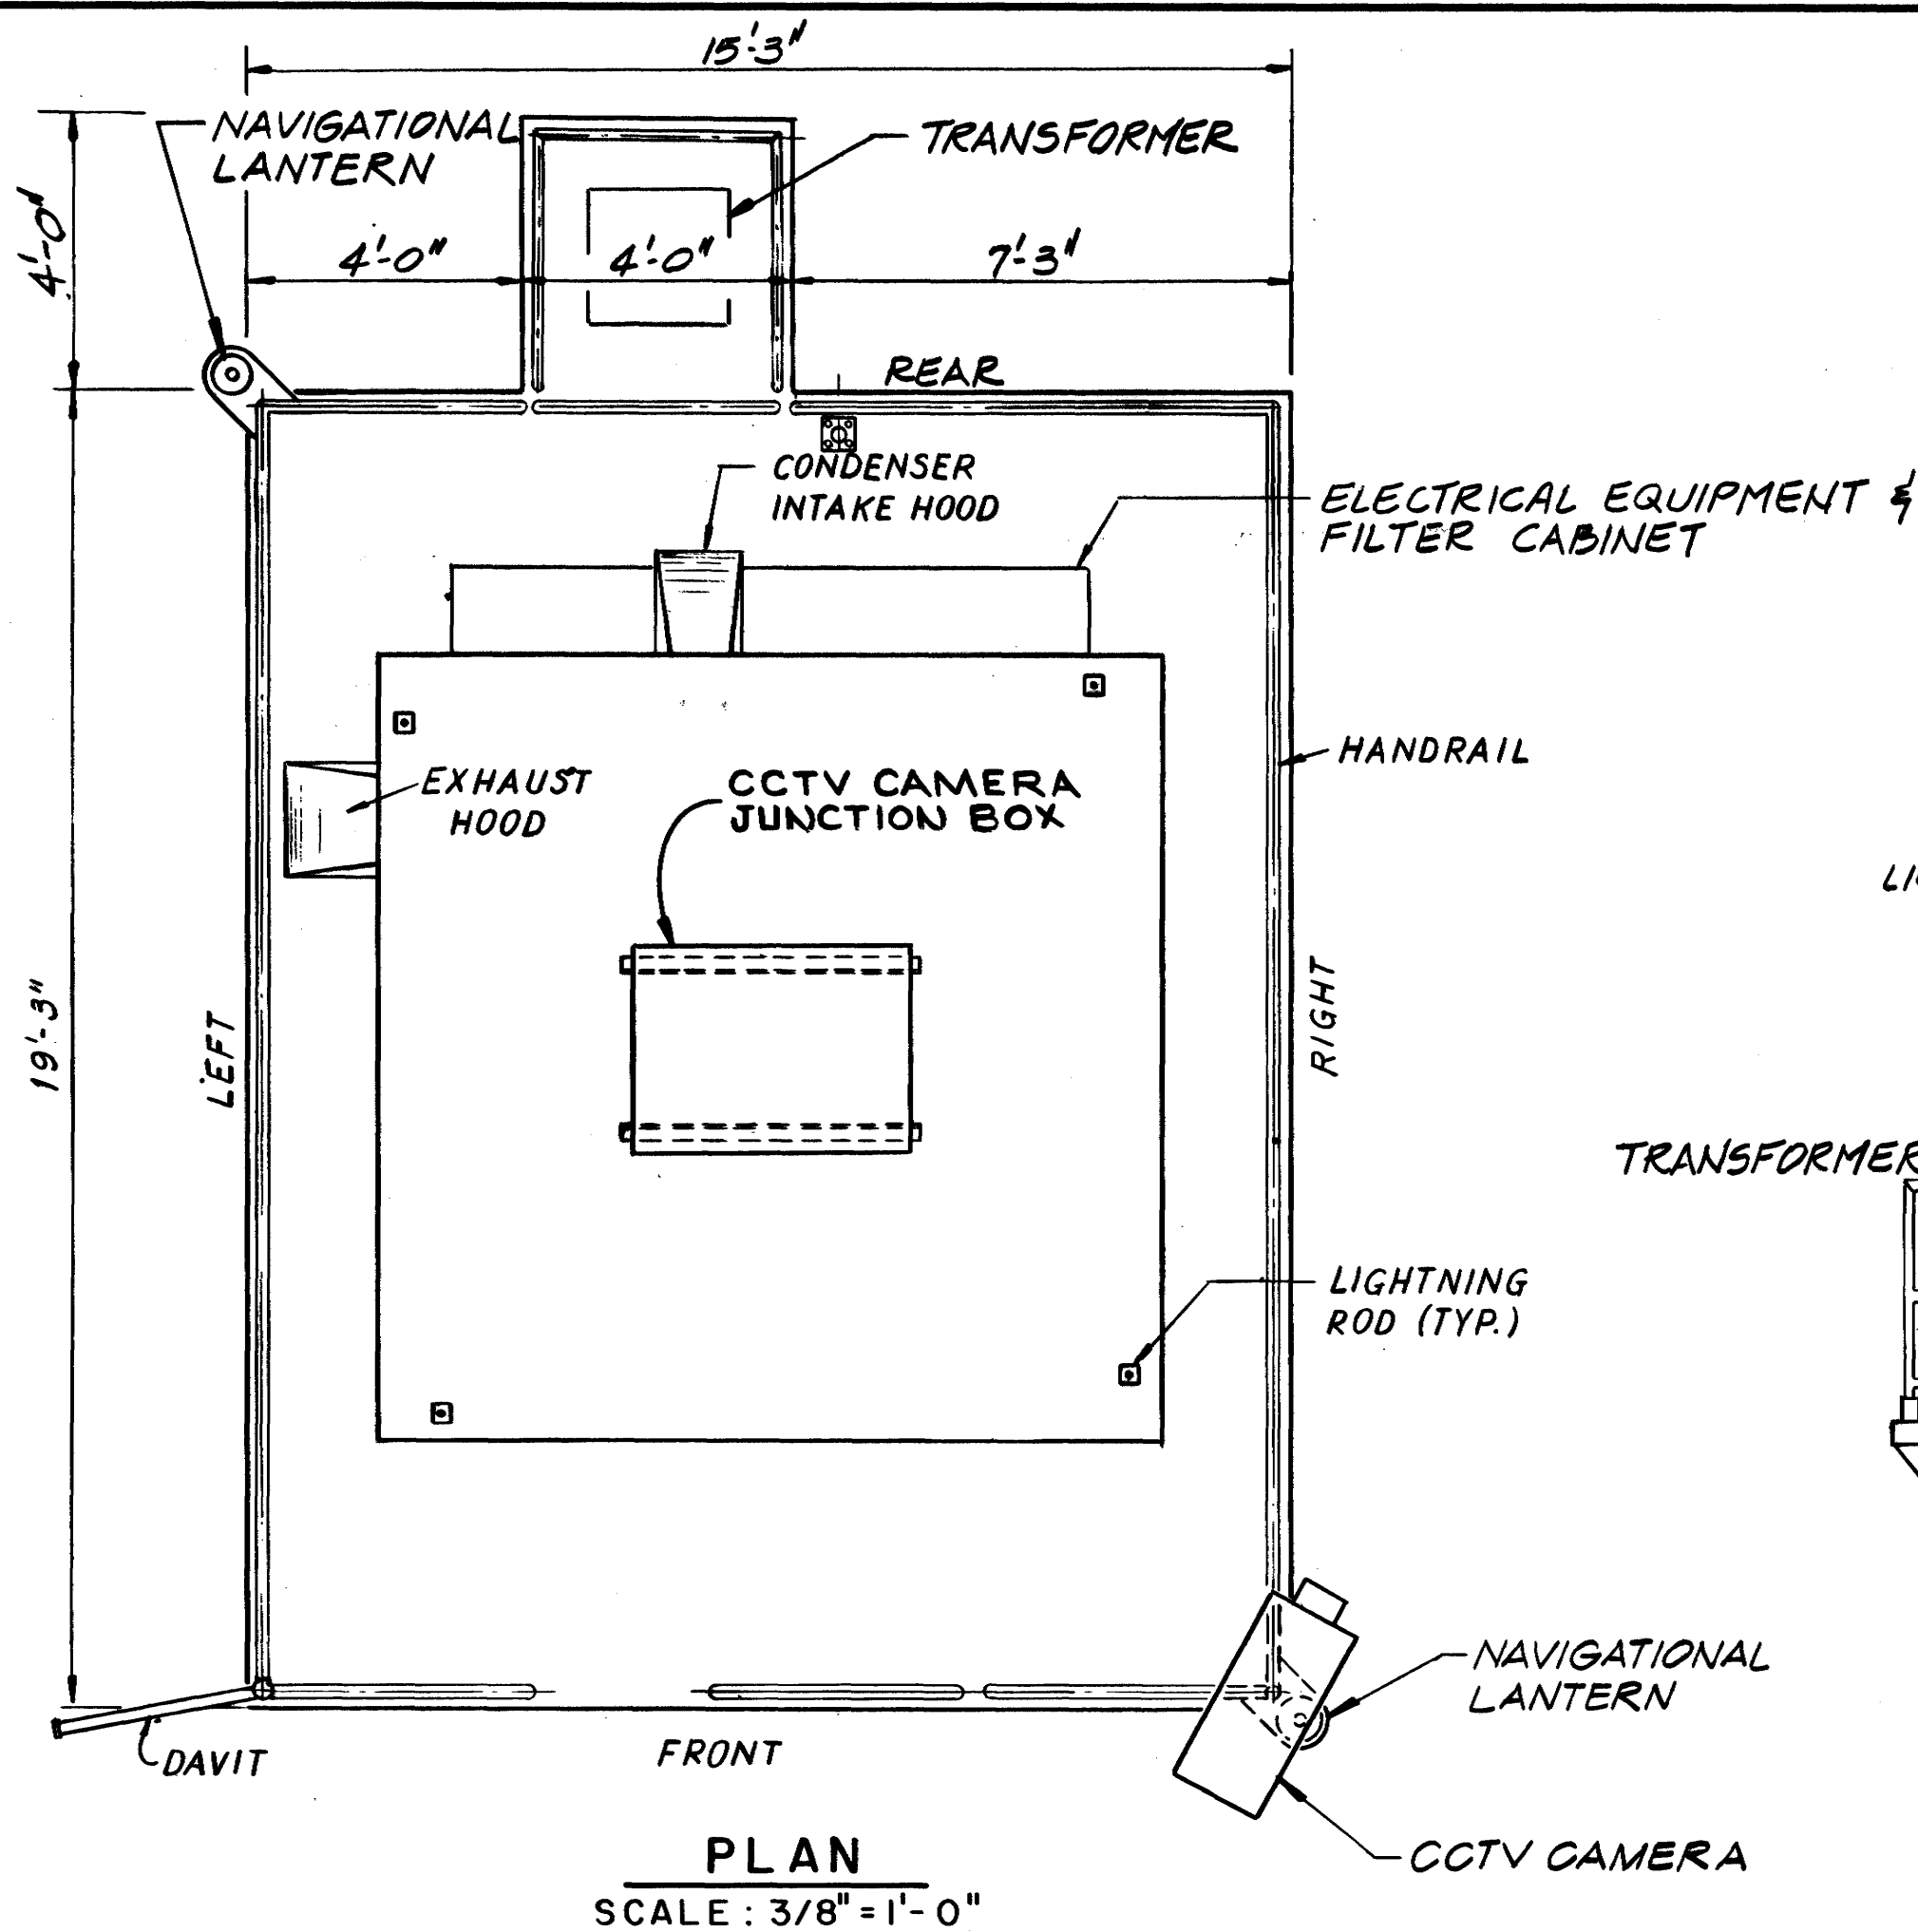 15'-3"
NAVIGATIONAL
LANTERN
TRANSFORMER
4'-0"
4'-0"
4'-0"
7'-3"
REAR
CONDENSER
INTAKE HOOD
ELECTRICAL EQUIPMENT &
FILTER CABINET
HANDRAIL
EXHAUST
HOOD
CCTV CAMERA
JUNCTION BOX
19'-3"
LEFT
RIGHT
TRANSFORMER
LIGHTNING
ROD (TYP.)
NAVIGATIONAL
LANTERN
DAVIT
FRONT
CCTV CAMERA
PLAN
SCALE: 3/8"=1'-0"